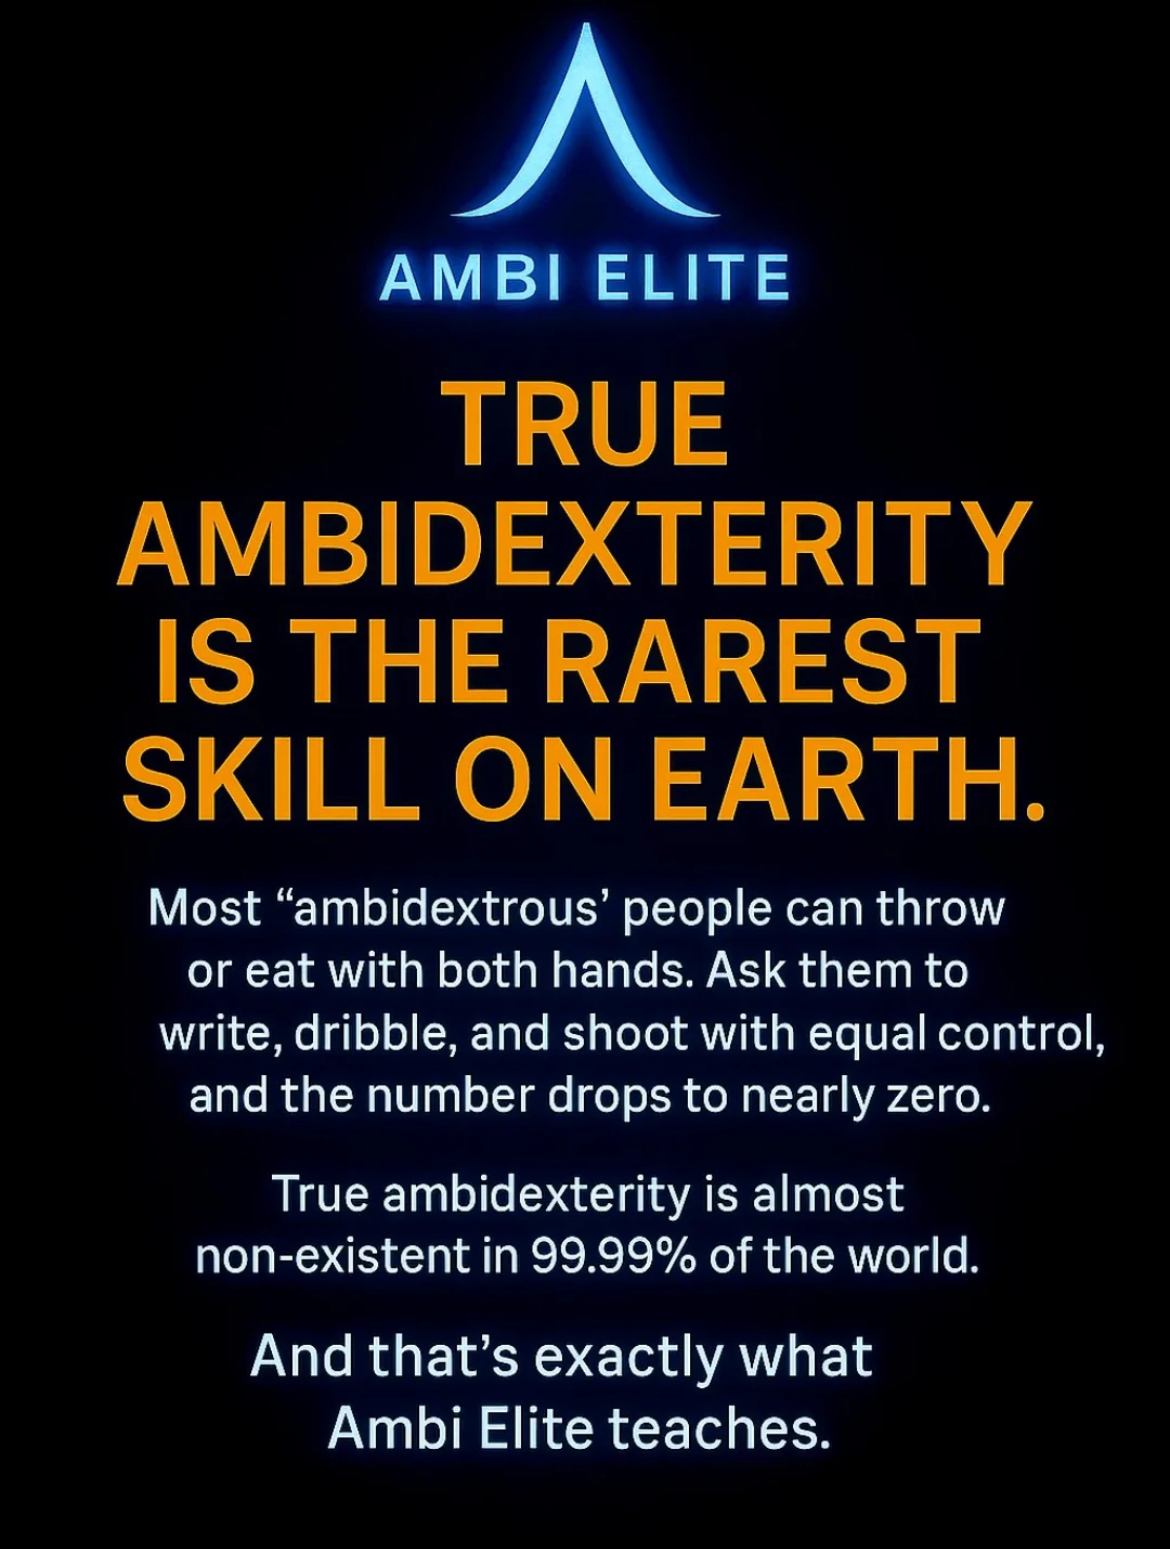 AMBI ELITE
TRUE
AMBIDEXTERITY
IS THE RAREST
SKILL ON EARTH.
Most “ambidextrous’ people can throw
or eat with both hands. Ask them to
write, dribble, and shoot with equal control,
and the number drops to nearly zero.
True ambidexterity is almost
non-existent in 99.99% of the world.
And that’s exactly what
Ambi Elite teaches.